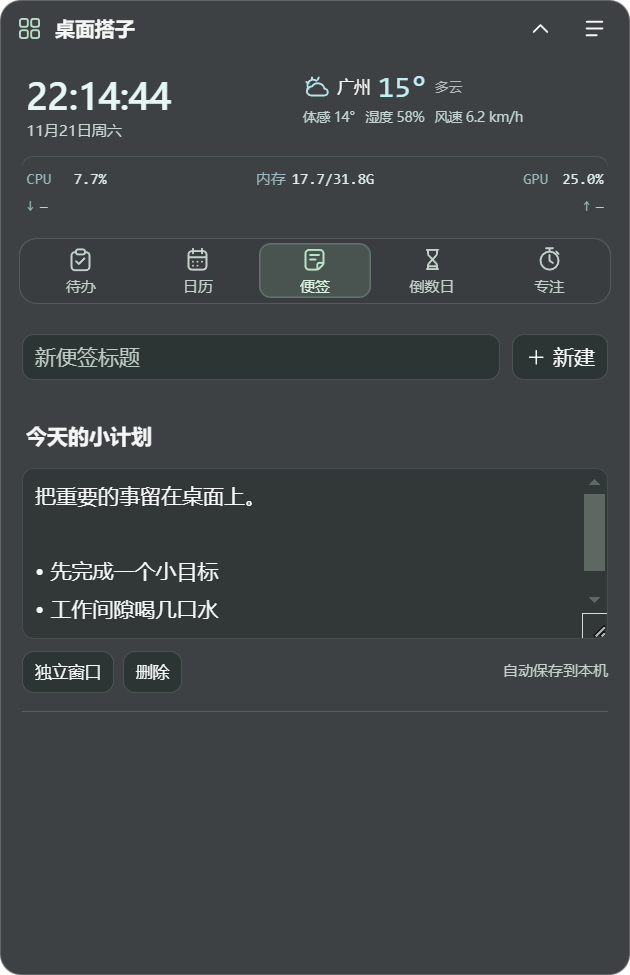 桌面搭子
22:14:44
11月21日周六
广州 15° 多云
体感 14° 湿度 58% 风速 6.2 km/h
CPU 7.7% 内存 17.7/31.8G GPU 25.0%
↓ – ↑ –
待办 日历 便签 倒数日 专注
新便签标题 + 新建
今天的小计划
把重要的事留在桌面上。
• 先完成一个小目标
• 工作间隙喝几口水
独立窗口 删除 自动保存到本机